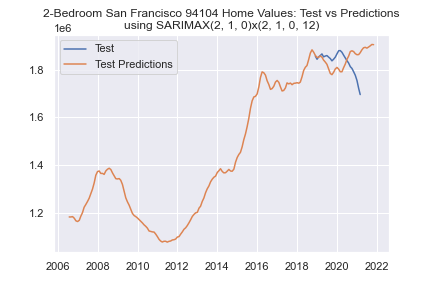 2-Bedroom San Francisco 94104 Home Values: Test vs Predictions
using SARIMAX(2, 1, 0)x(2, 1, 0, 12)
1e6
Test
Test Predictions
1.8
1.6
1.4
1.2
2006 2008 2010 2012 2014 2016 2018 2020 2022